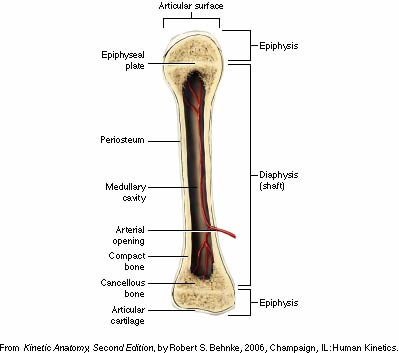 Articular surface
Epiphysis
Epiphyseal
plate
Periosteum
Diaphysis
(shaft)
Medullary
cavity
Arterial
opening
Compact
bone
Cancellous
bone
Epiphysis
Articular
cartilage
From Kinetic Anatomy, Second Edition, by Robert S. Behnke, 2006, Champaign, IL: Human Kinetics.